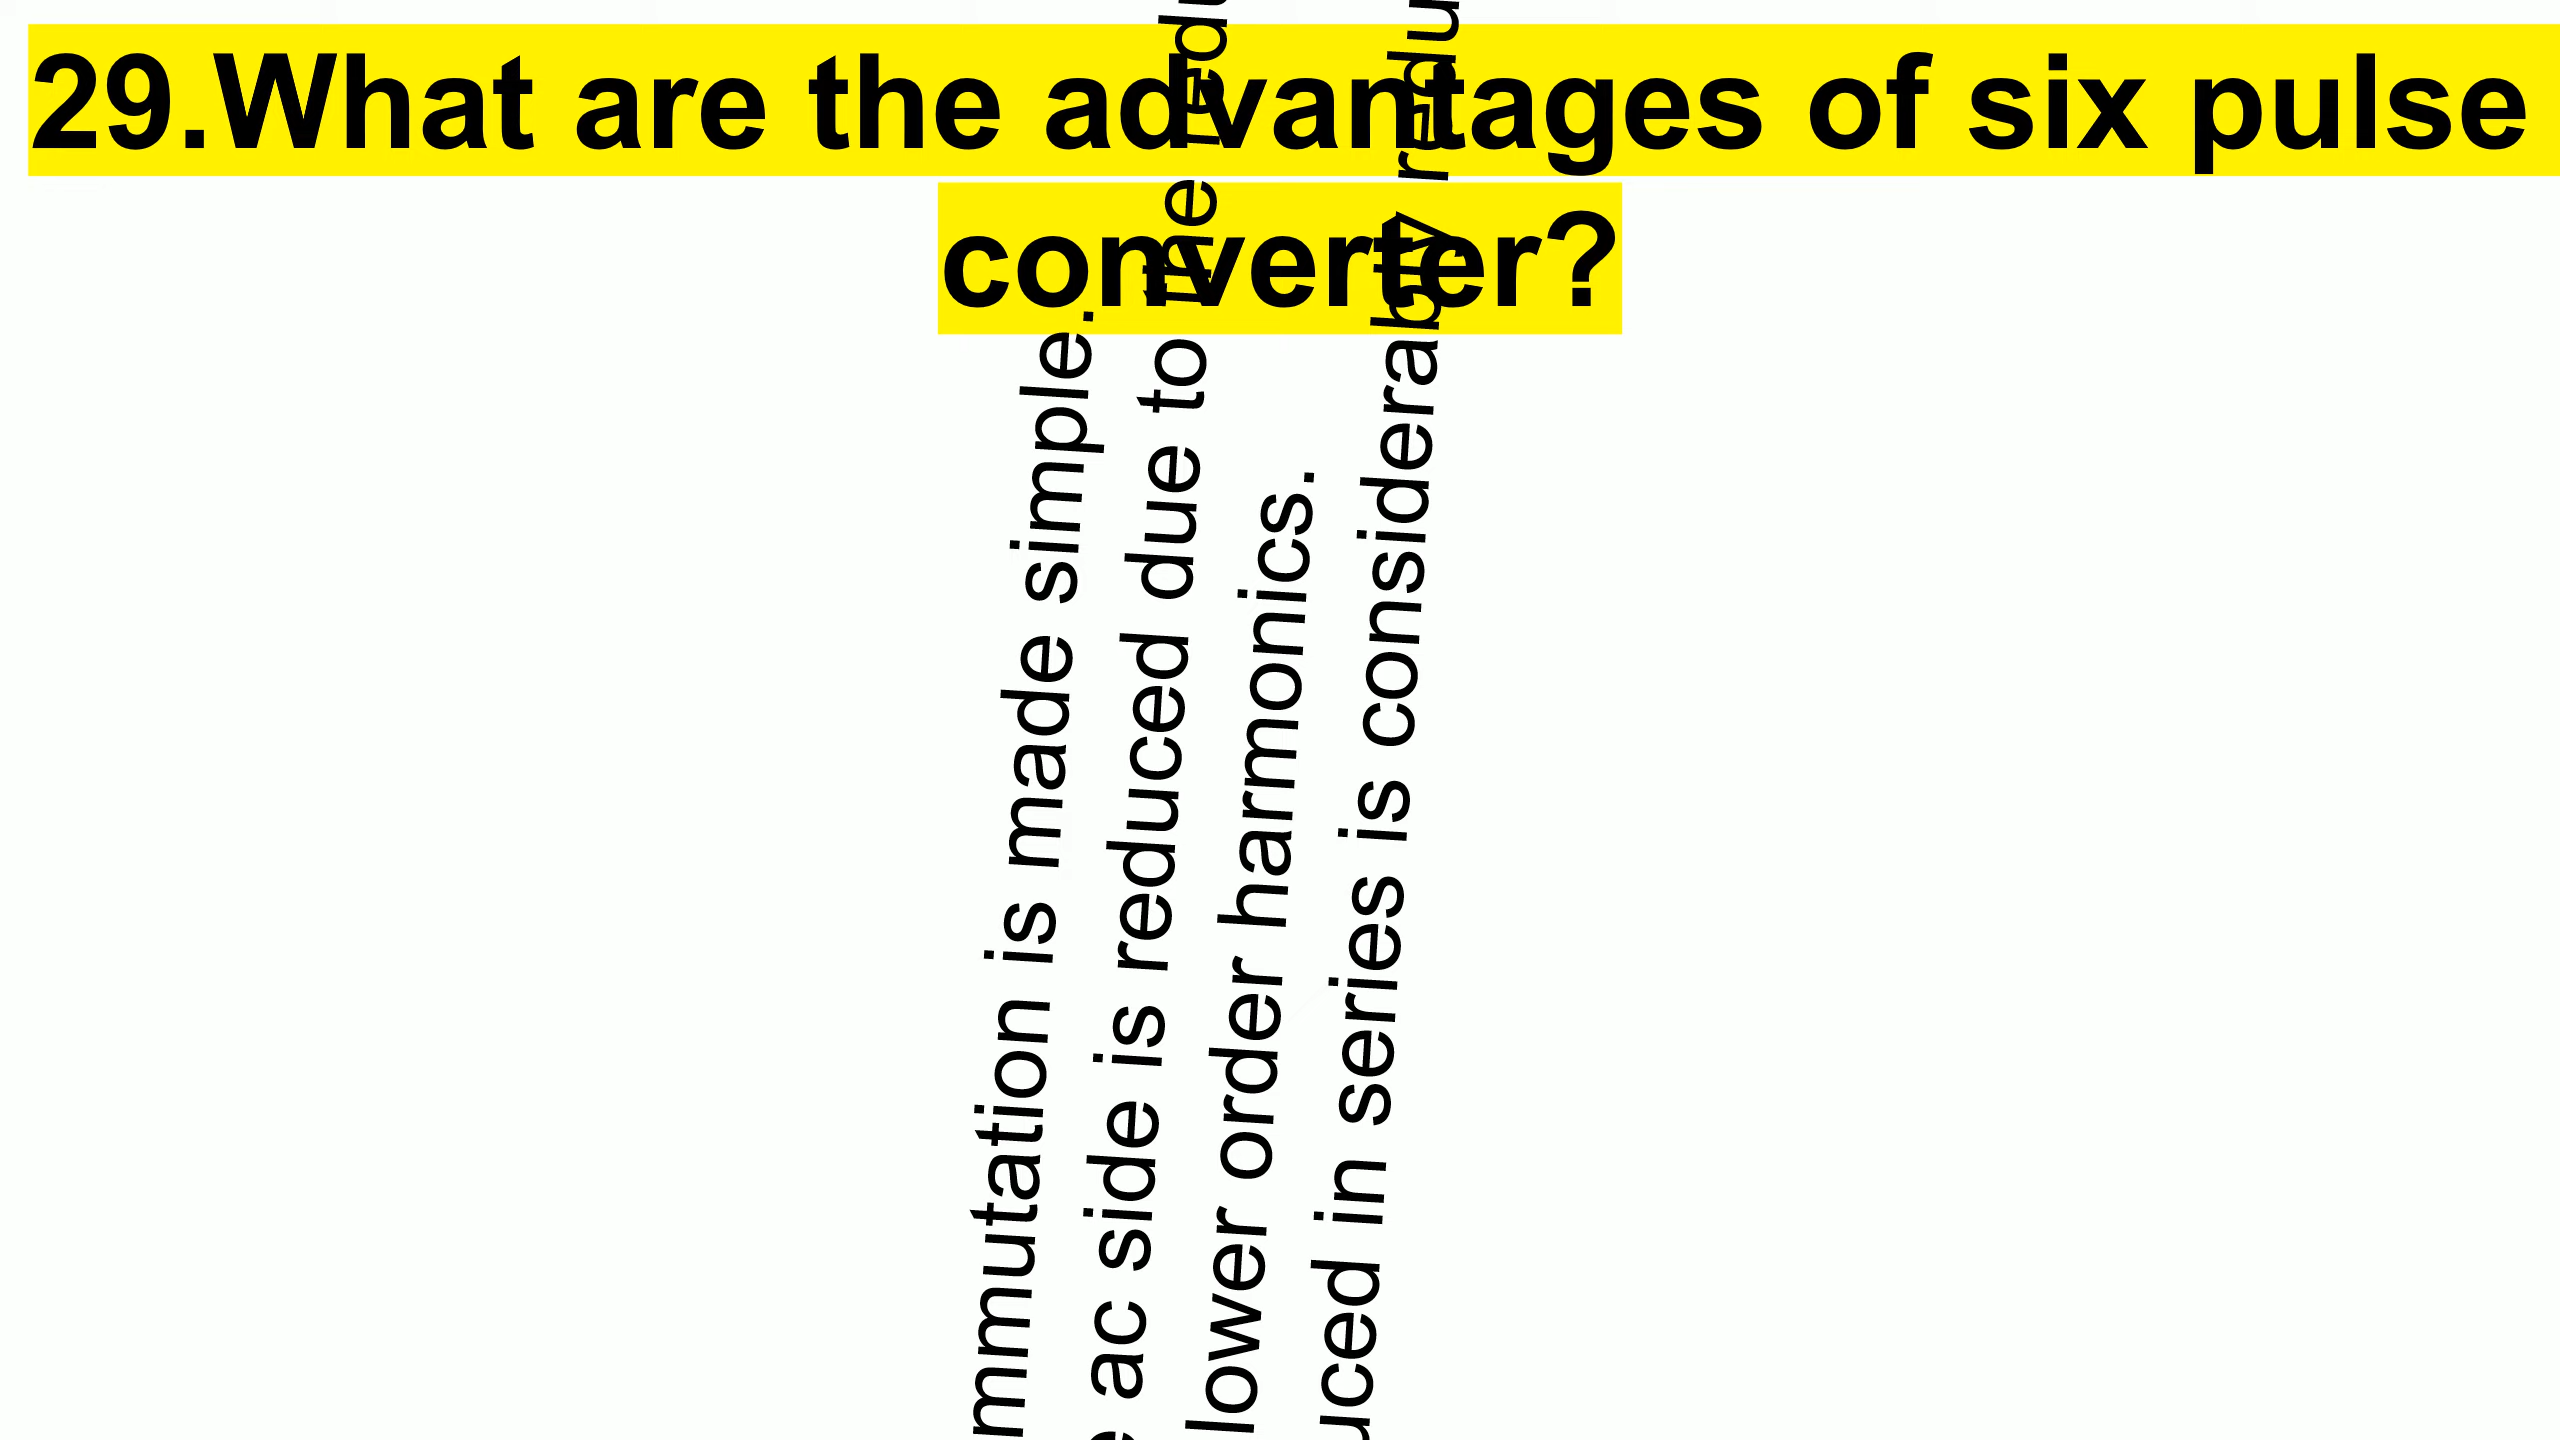 29.What are the advantages of six pulse
converter?
mmutation is made simple.
ac side is reduced due to the redu
lower order harmonics.
uced in series is considerably redu